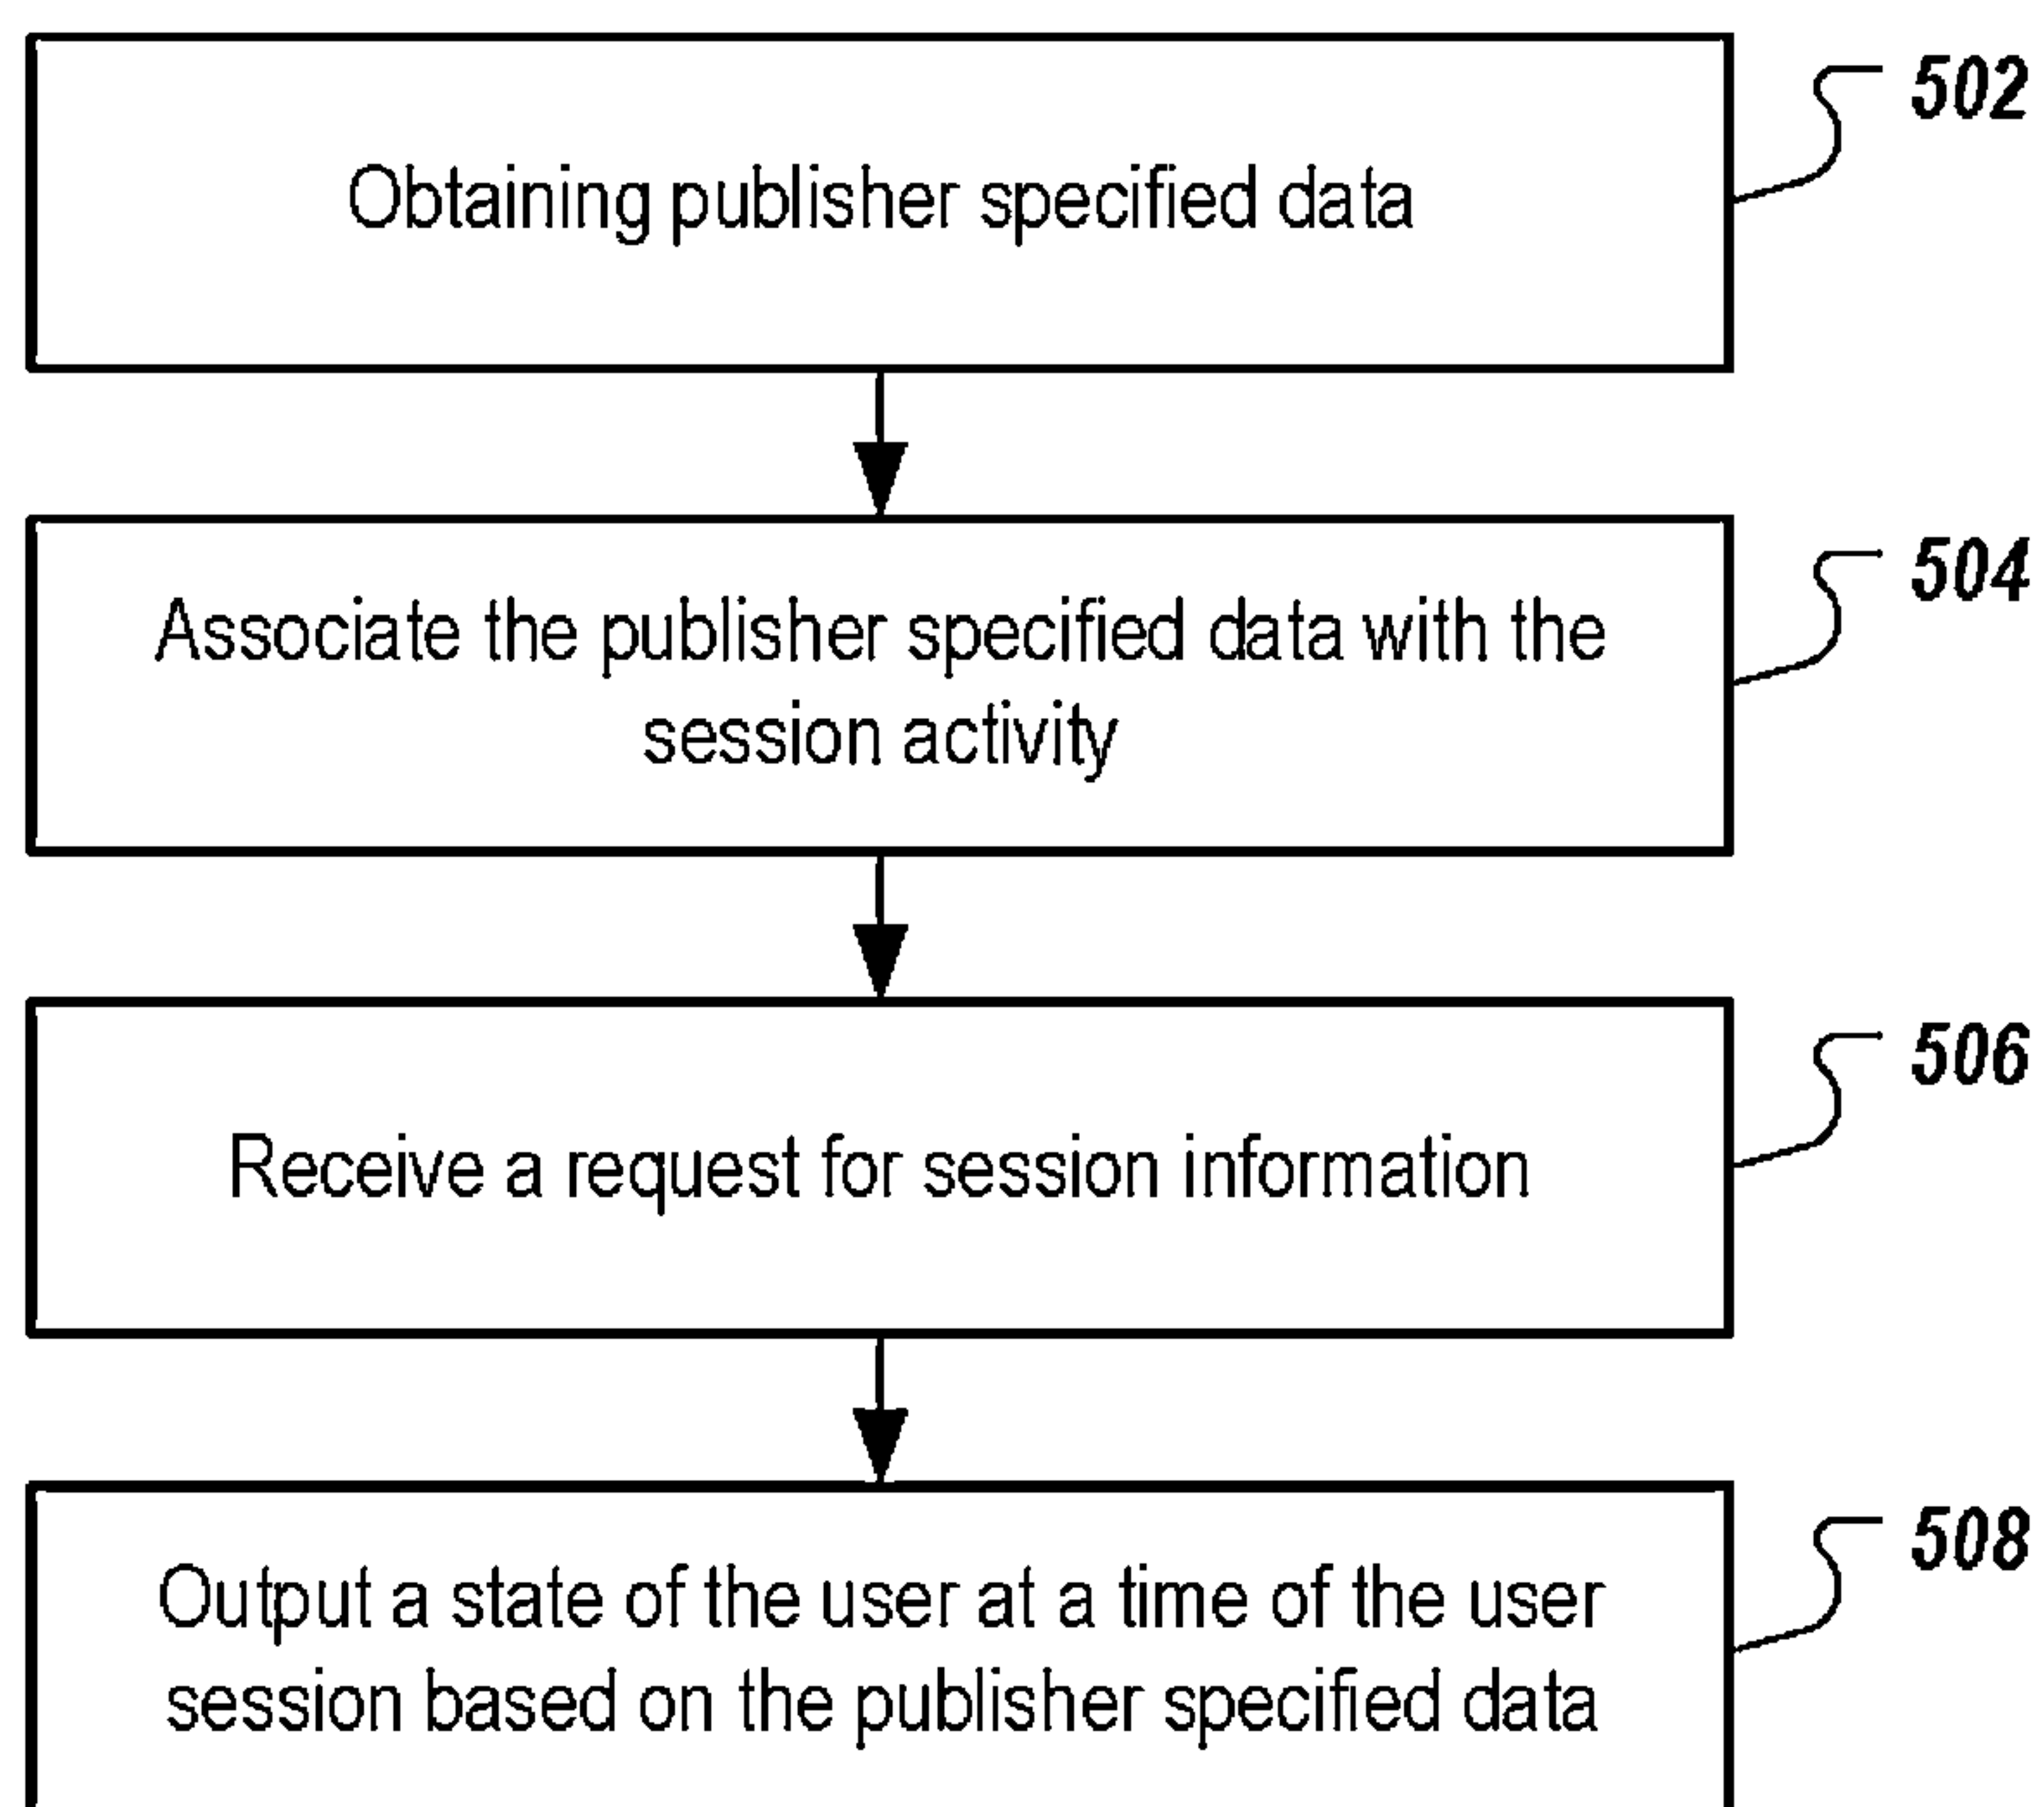 502
Obtaining publisher specified data
504
Associate the publisher specified data with the
session activity
506
Receive a request for session information
508
Output a state of the user at a time of the user
session based on the publisher specified data